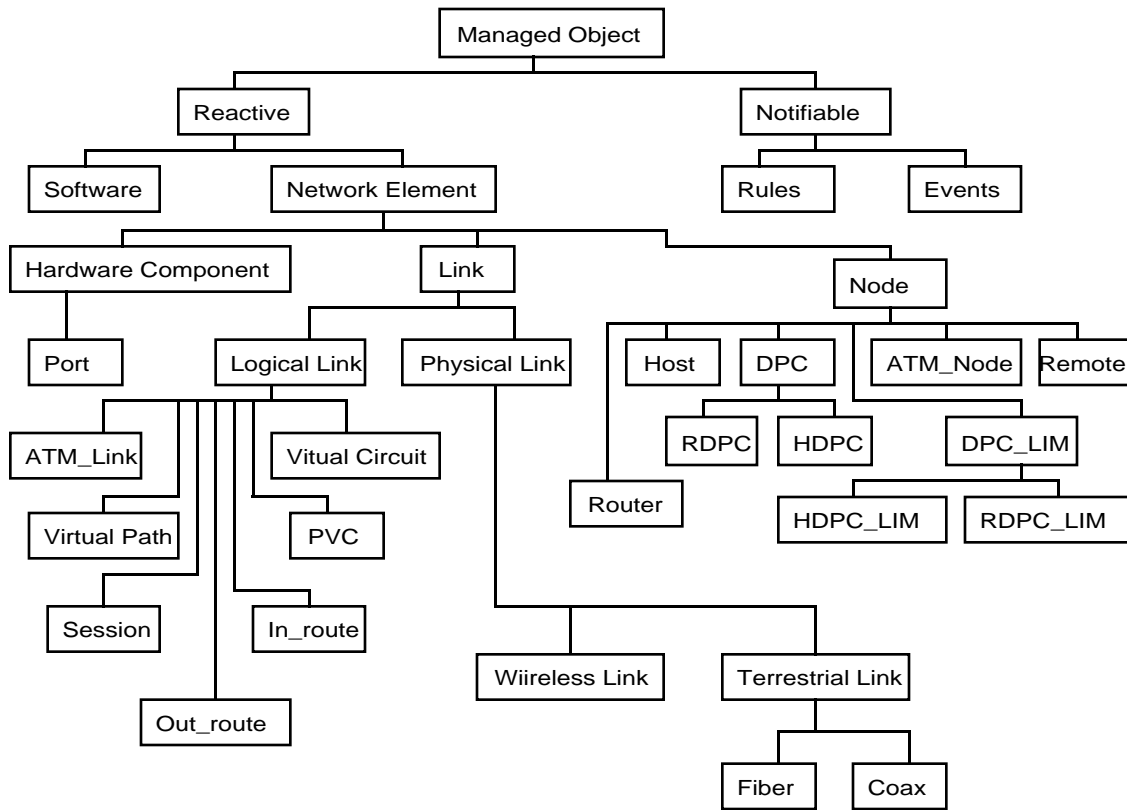 Managed Object
Reactive
Notifiable
Software
Network Element
Rules
Events
Hardware Component
Link
Node
Port
Logical Link
Physical Link
Host
DPC
ATM_Node
Remote
ATM_Link
Vitual Circuit
RDPC
HDPC
DPC_LIM
Virtual Path
PVC
Router
HDPC_LIM
RDPC_LIM
Session
In_route
Wiireless Link
Terrestrial Link
Out_route
Fiber
Coax